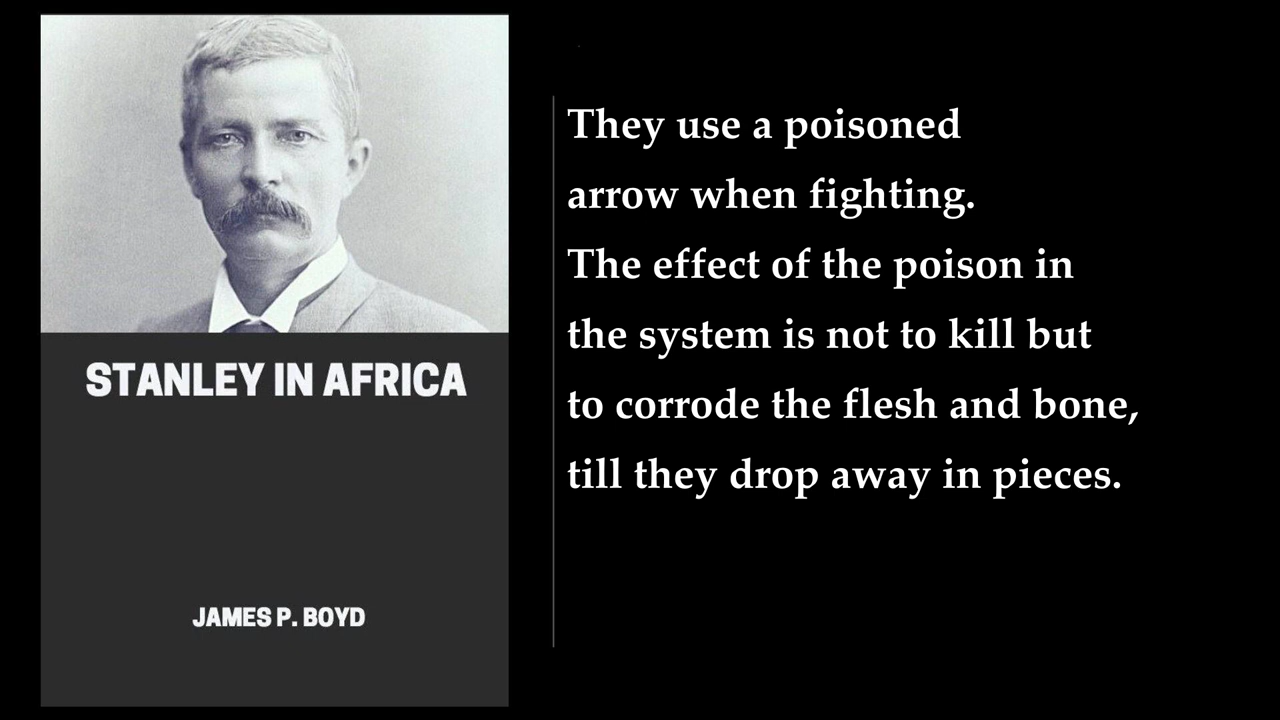 STANLEY IN AFRICA
JAMES P. BOYD
They use a poisoned
arrow when fighting.
The effect of the poison in
the system is not to kill but
to corrode the flesh and bone,
till they drop away in pieces.